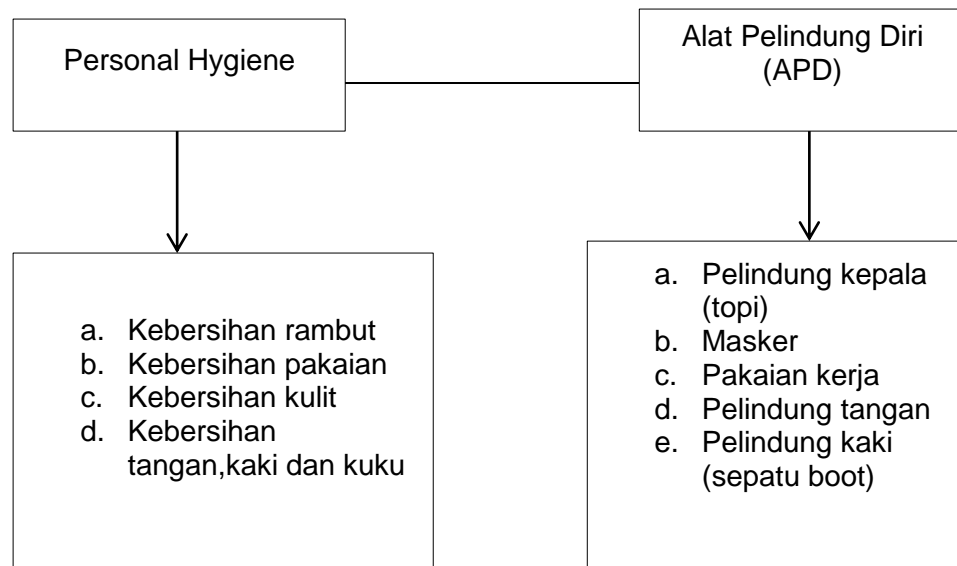 Personal Hygiene
Alat Pelindung Diri
(APD)
a. Kebersihan rambut
b. Kebersihan pakaian
c. Kebersihan kulit
d. Kebersihan
tangan,kaki dan kuku
a. Pelindung kepala
(topi)
b. Masker
c. Pakaian kerja
d. Pelindung tangan
e. Pelindung kaki
(sepatu boot)